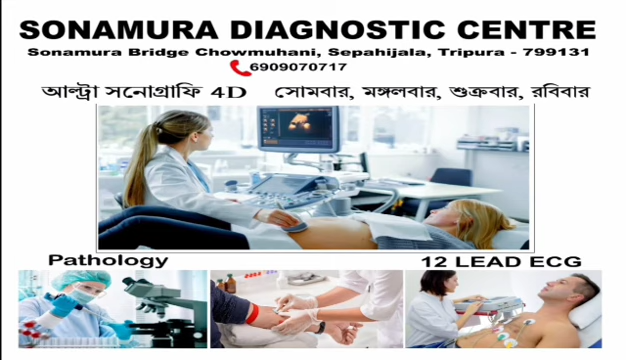 SONAMURA DIAGNOSTIC CENTRE
Sonamura Bridge Chowmuhani, Sepahijala, Tripura - 799131
6909070717
আল্ট্রা সনোগ্রাফি 4D সোমবার, মঙ্গলবার, শুক্রবার, রবিবার
Pathology 12 LEAD ECG